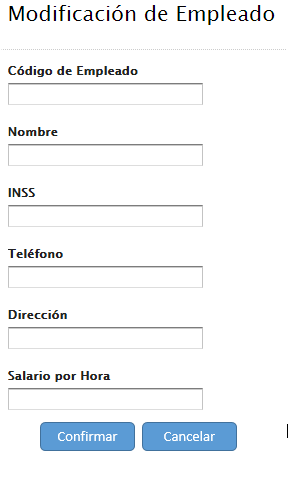 Modificación de Empleado
Código de Empleado
Nombre
INSS
Teléfono
Dirección
Salario por Hora
Confirmar
Cancelar